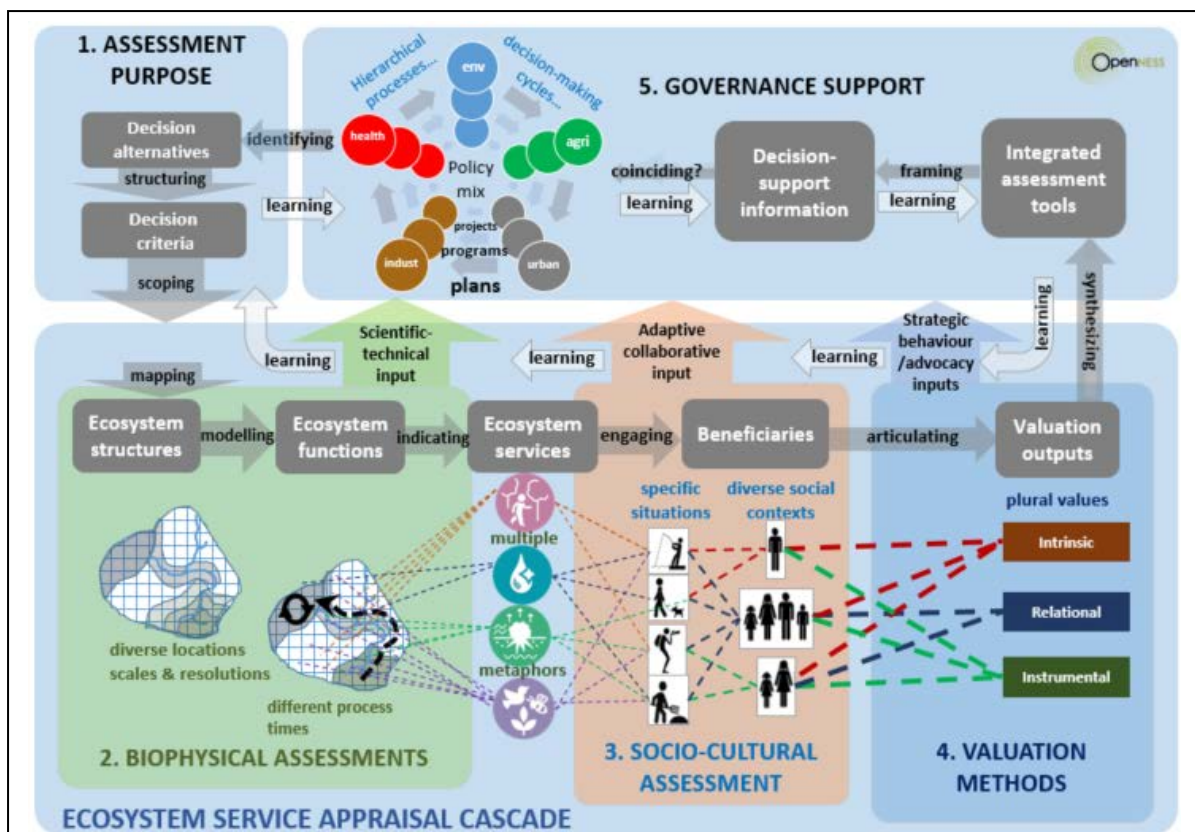 1. ASSESSMENT
PURPOSE
Decision
alternatives
structuring
Decision
criteria
scoping
identifying
learning
Hierarchical
processes...
decision-making
cycles...
env
health
agri
Policy
mix
projects
programs
plans
indust
urban
OpenNESS
5. GOVERNANCE SUPPORT
coinciding?
learning
Decision-
support
information
framing
learning
Integrated
assessment
tools
synthesizing
learning
learning
Scientific-
technical
input
learning
Adaptive
collaborative
input
learning
Strategic
behaviour
/advocacy
inputs
mapping
Ecosystem
structures
modelling
Ecosystem
functions
indicating
Ecosystem
services
engaging
Beneficiaries
articulating
Valuation
outputs
diverse locations
scales & resolutions
different process
times
multiple
metaphors
specific
situations
diverse social
contexts
plural values
Intrinsic
Relational
Instrumental
2. BIOPHYSICAL ASSESSMENTS
3. SOCIO-CULTURAL
ASSESSMENT
4. VALUATION
METHODS
ECOSYSTEM SERVICE APPRAISAL CASCADE